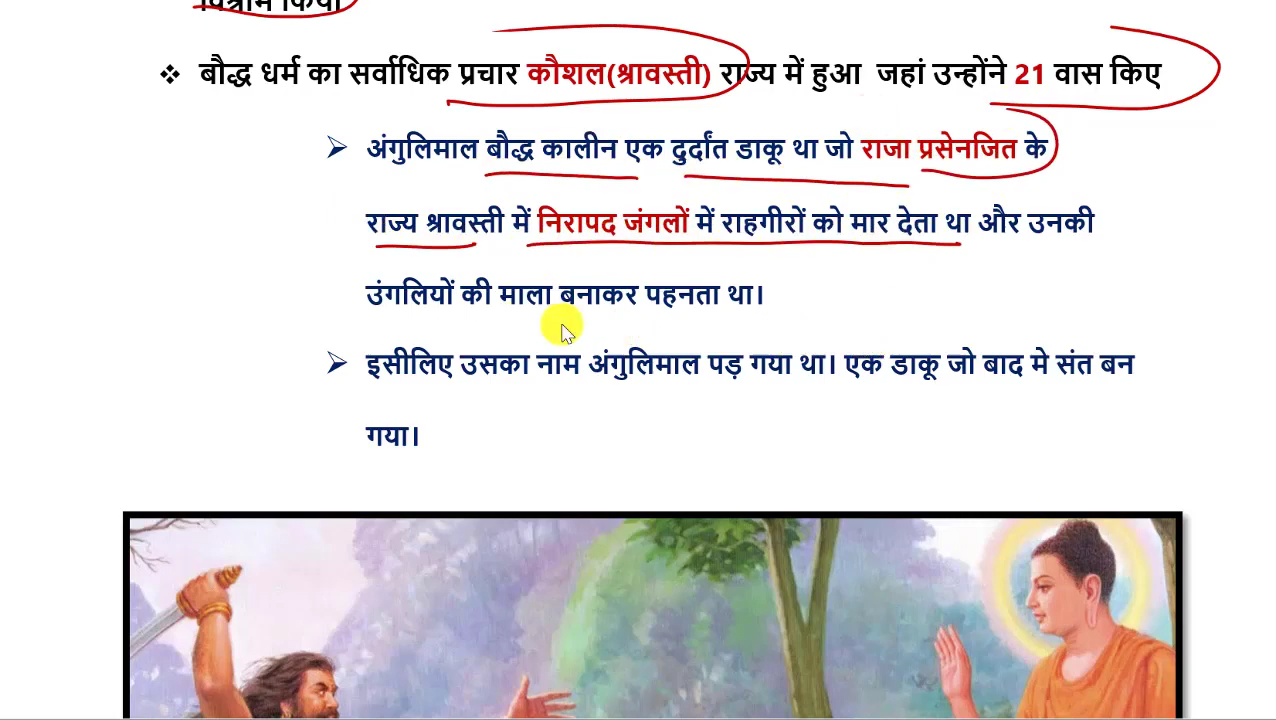 विश्राम किया
❖ बौद्ध धर्म का सर्वाधिक प्रचार कौशल(श्रावस्ती) राज्य में हुआ जहां उन्होंने 21 वास किए
➢ अंगुलिमाल बौद्ध कालीन एक दुर्दांत डाकू था जो राजा प्रसेनजित के
राज्य श्रावस्ती में निरापद जंगलों में राहगीरों को मार देता था और उनकी
उंगलियों की माला बनाकर पहनता था।
➢ इसीलिए उसका नाम अंगुलिमाल पड़ गया था। एक डाकू जो बाद मे संत बन
गया।